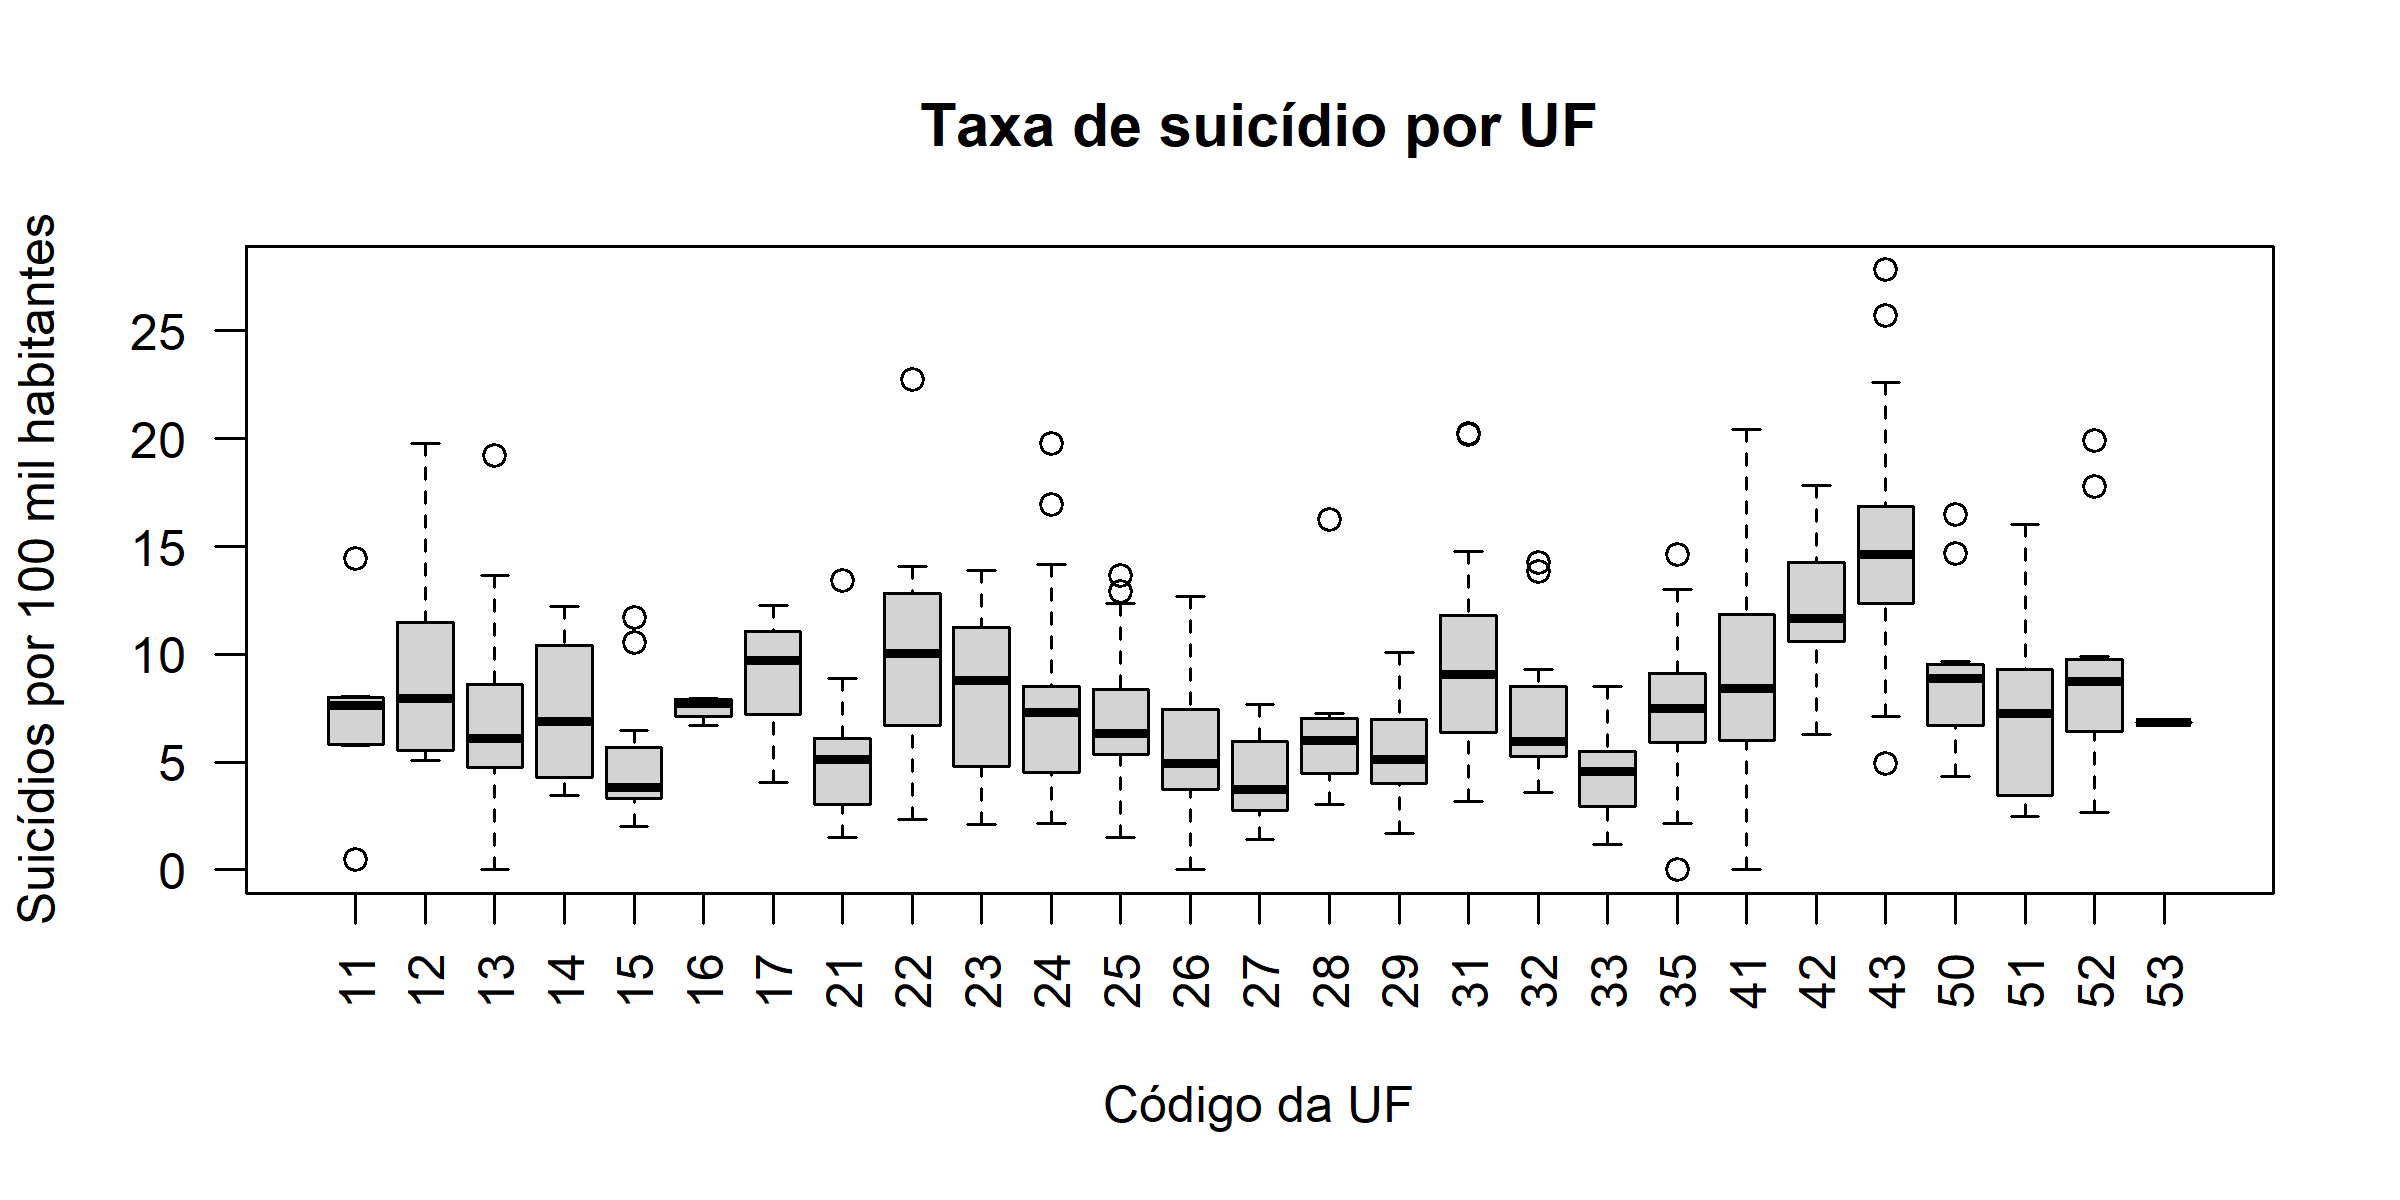 Taxa de suicídio por UF
Suicídios por 100 mil habitantes
25
20
15
10
5
0
11 12 13 14 15 16 17 21 22 23 24 25 26 27 28 29 31 32 33 35 41 42 43 50 51 52 53
Código da UF